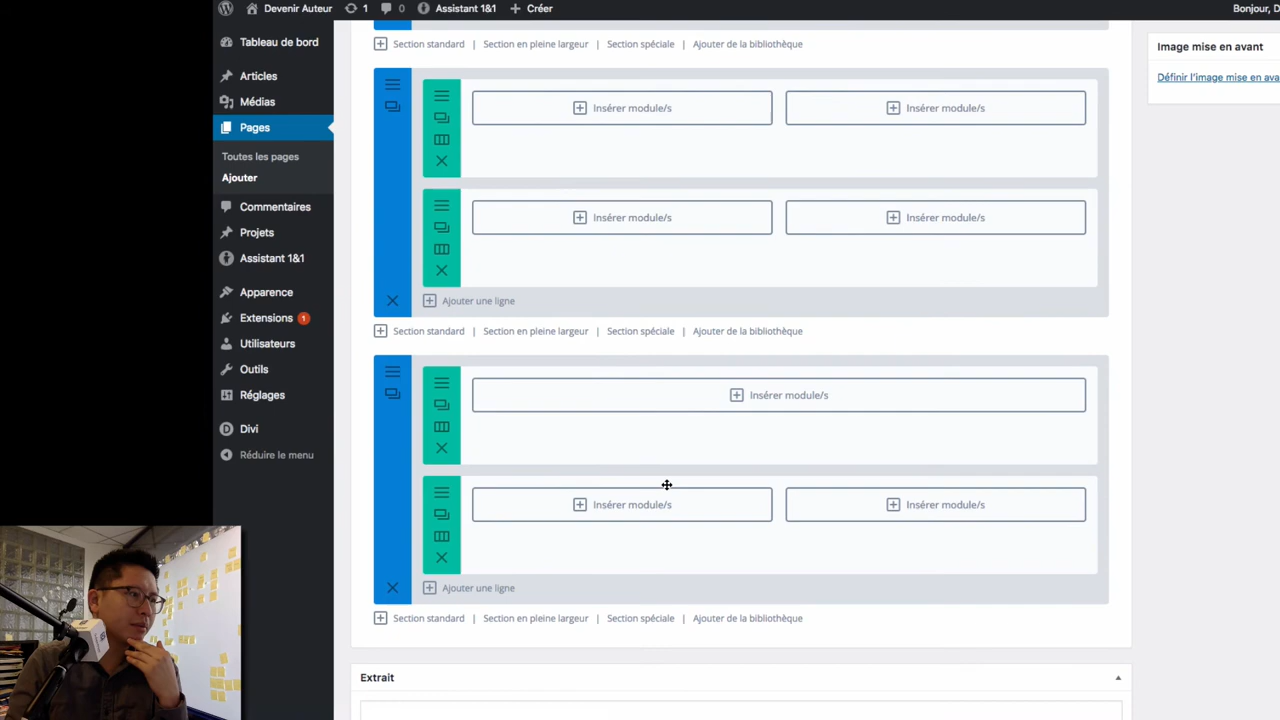 Devenir Auteur 1 0 Assistant 1&1 Créer Bonjour, D
Tableau de bord
Articles
Médias
Pages
Toutes les pages
Ajouter
Commentaires
Projets
Assistant 1&1
Apparence
Extensions 1
Utilisateurs
Outils
Réglages
Divi
Réduire le menu
Section standard | Section en pleine largeur | Section spéciale | Ajouter de la bibliothèque
Insérer module/s Insérer module/s
Insérer module/s Insérer module/s
Ajouter une ligne
Section standard | Section en pleine largeur | Section spéciale | Ajouter de la bibliothèque
Insérer module/s
Insérer module/s Insérer module/s
Ajouter une ligne
Section standard | Section en pleine largeur | Section spéciale | Ajouter de la bibliothèque
Extrait
Image mise en avant
Définir l'image mise en ava